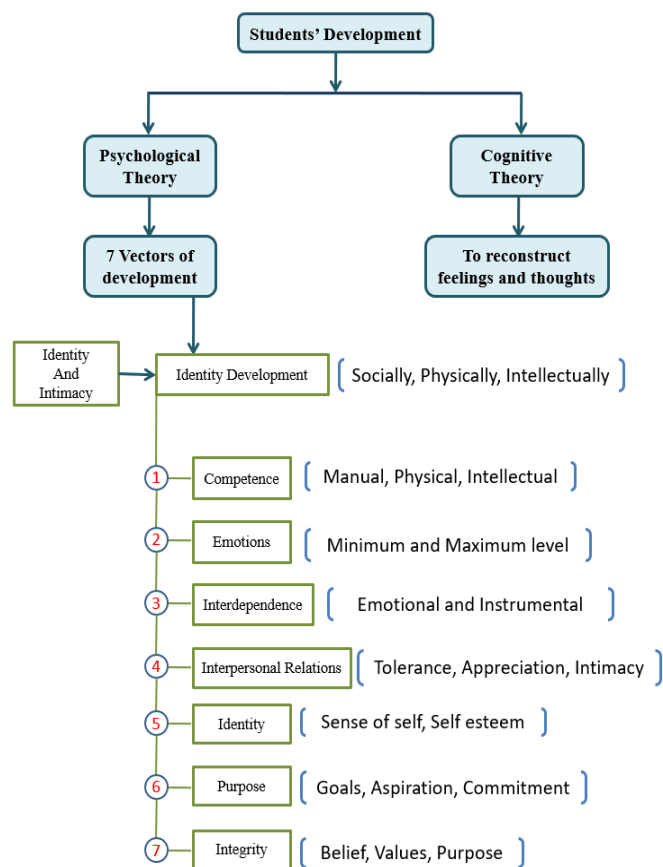 Students’ Development
Psychological
Theory
Cognitive
Theory
7 Vectors of
development
To reconstruct
feelings and thoughts
Identity
And
Intimacy
Identity Development
Socially, Physically, Intellectually
1
Competence
Manual, Physical, Intellectual
2
Emotions
Minimum and Maximum level
3
Interdependence
Emotional and Instrumental
4
Interpersonal Relations
Tolerance, Appreciation, Intimacy
5
Identity
Sense of self, Self esteem
6
Purpose
Goals, Aspiration, Commitment
7
Integrity
Belief, Values, Purpose